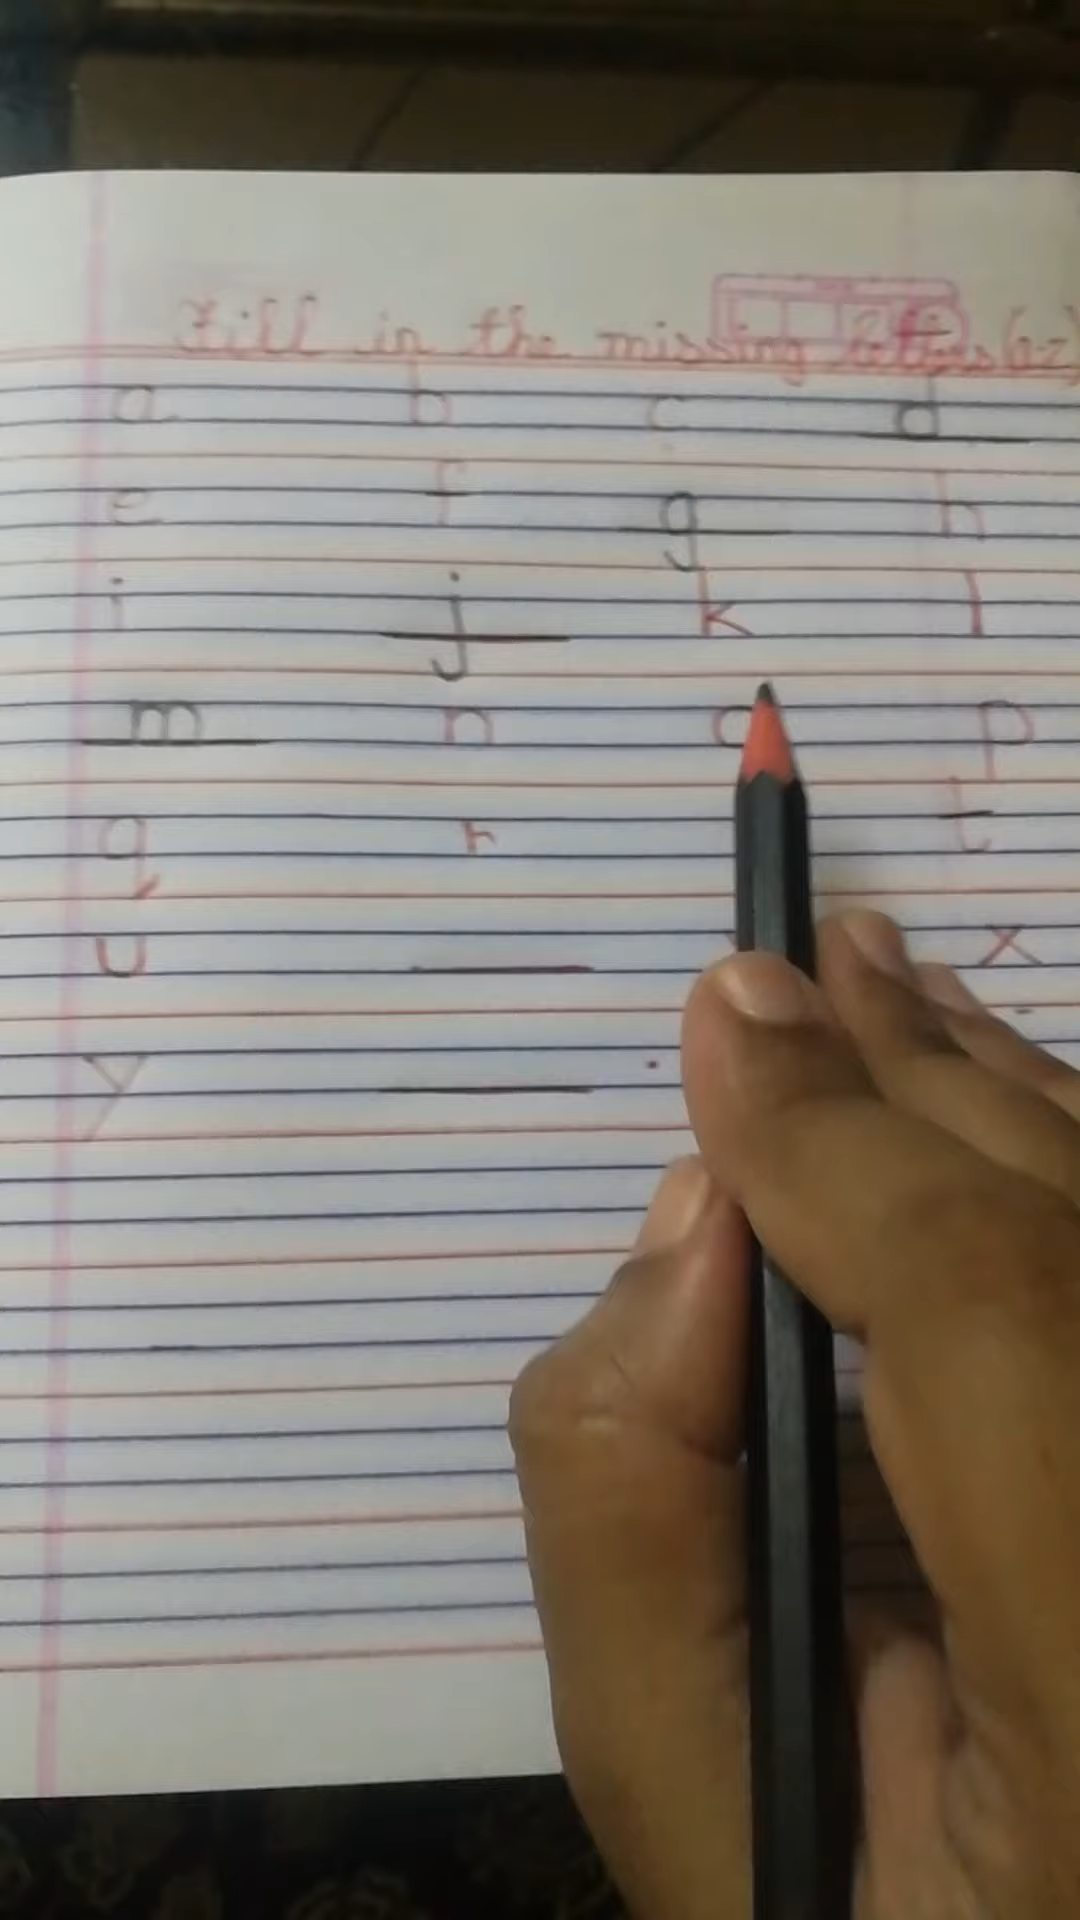 Fill in the missing letters (a-z)
a b c d
e f g h
i j k l
m n o p
q r t
u x
y